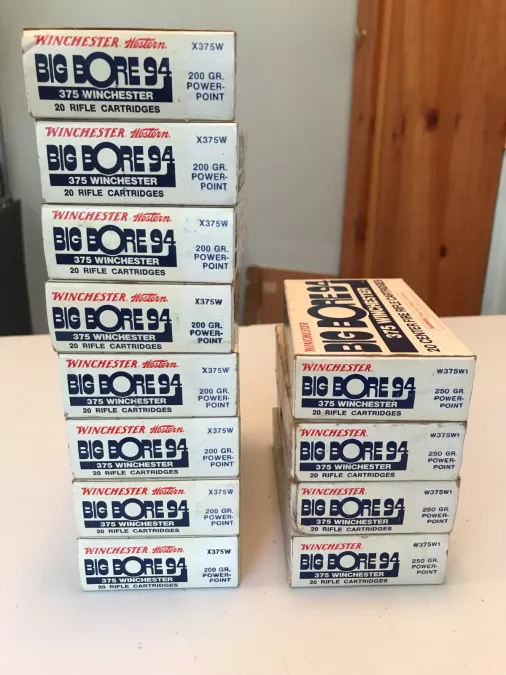 WINCHESTER Western X375W
BIG BORE 94
200 GR.
POWER-
POINT
375 WINCHESTER
20 RIFLE CARTRIDGES
WINCHESTER Western X375W
BIG BORE 94
200 GR.
POWER-
POINT
375 WINCHESTER
20 RIFLE CARTRIDGES
WINCHESTER Western X375W
BIG BORE 94
200 GR.
POWER-
POINT
375 WINCHESTER
20 RIFLE CARTRIDGES
WINCHESTER Western X375W
BIG BORE 94
200 GR.
POWER-
POINT
375 WINCHESTER
20 RIFLE CARTRIDGES
WINCHESTER Western X375W
BIG BORE 94
200 GR.
POWER-
POINT
375 WINCHESTER
20 RIFLE CARTRIDGES
WINCHESTER Western X375W
BIG BORE 94
200 GR.
POWER-
POINT
375 WINCHESTER
20 RIFLE CARTRIDGES
WINCHESTER Western X375W
BIG BORE 94
200 GR.
POWER-
POINT
375 WINCHESTER
20 RIFLE CARTRIDGES
WINCHESTER Western X375W
BIG BORE 94
200 GR.
POWER-
POINT
375 WINCHESTER
20 RIFLE CARTRIDGES
WINCHESTER
BIG BORE 94
375 WINCHESTER
20 CENTER FIRE RIFLE CARTRIDGES
WINCHESTER W375W1
BIG BORE 94
250 GR.
POWER-
POINT
375 WINCHESTER
20 RIFLE CARTRIDGES
WINCHESTER W375W1
BIG BORE 94
250 GR.
POWER-
POINT
375 WINCHESTER
20 RIFLE CARTRIDGES
WINCHESTER W375W1
BIG BORE 94
250 GR.
POWER-
POINT
375 WINCHESTER
20 RIFLE CARTRIDGES
WINCHESTER W375W1
BIG BORE 94
250 GR.
POWER-
POINT
375 WINCHESTER
20 RIFLE CARTRIDGES